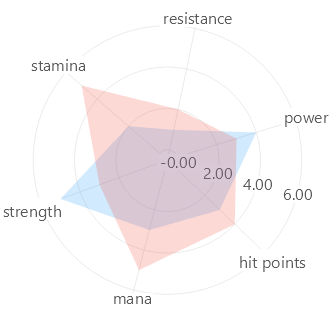 resistance
stamina
power
-0.00
2.00
4.00
6.00
strength
hit points
mana